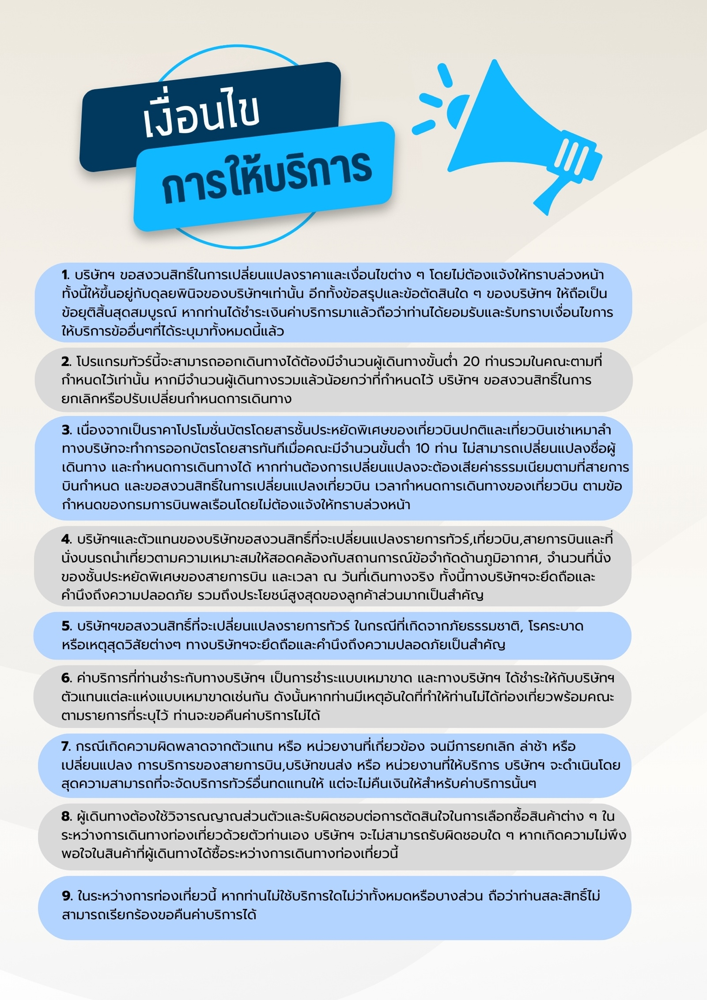 เงื่อนไข
การให้บริการ
1. บริษัทฯ ขอสงวนสิทธิ์ในการเปลี่ยนแปลงราคาและเงื่อนไขต่าง ๆ โดยไม่ต้องแจ้งให้ทราบล่วงหน้า
ทั้งนี้ให้ขึ้นอยู่กับดุลยพินิจของบริษัทฯเท่านั้น อีกทั้งข้อสรุปและข้อตัดสินใด ๆ ของบริษัทฯ ให้ถือเป็น
ข้อยุติสิ้นสุดสมบูรณ์ หากท่านได้ชำระเงินค่าบริการมาแล้วถือว่าท่านได้ยอมรับและรับทราบเงื่อนไขการ
ให้บริการข้ออื่นๆที่ได้ระบุมาทั้งหมดนี้แล้ว
2. โปรแกรมทัวร์นี้จะสามารถออกเดินทางได้ต้องมีจำนวนผู้เดินทางขั้นต่ำ 20 ท่านรวมในคณะตามที่
กำหนดไว้เท่านั้น หากมีจำนวนผู้เดินทางรวมแล้วน้อยกว่าที่กำหนดไว้ บริษัทฯ ขอสงวนสิทธิ์ในการ
ยกเลิกหรือปรับเปลี่ยนกำหนดการเดินทาง
3. เนื่องจากเป็นราคาโปรโมชั่นบัตรโดยสารชั้นประหยัดพิเศษของเที่ยวบินปกติและเที่ยวบินเช่าเหมาลำ
ทางบริษัทจะทำการออกบัตรโดยสารทันทีเมื่อคณะมีจำนวนขั้นต่ำ 10 ท่าน ไม่สามารถเปลี่ยนแปลงชื่อผู้
เดินทาง และกำหนดการเดินทางได้ หากท่านต้องการเปลี่ยนแปลงจะต้องเสียค่าธรรมเนียมตามที่สายการ
บินกำหนด และขอสงวนสิทธิ์ในการเปลี่ยนแปลงเที่ยวบิน เวลากำหนดการเดินทางของเที่ยวบิน ตามข้อ
กำหนดของกรมการบินพลเรือนโดยไม่ต้องแจ้งให้ทราบล่วงหน้า
4. บริษัทฯและตัวแทนของบริษัทขอสงวนสิทธิ์ที่จะเปลี่ยนแปลงรายการทัวร์,เที่ยวบิน,สายการบินและที่
นั่งบนรถนำเที่ยวตามความเหมาะสมให้สอดคล้องกับสถานการณ์ข้อจำกัดด้านภูมิอากาศ, จำนวนที่นั่ง
ของชั้นประหยัดพิเศษของสายการบิน และเวลา ณ วันที่เดินทางจริง ทั้งนี้ทางบริษัทฯจะยึดถือและ
คำนึงถึงความปลอดภัย รวมถึงประโยชน์สูงสุดของลูกค้าส่วนมากเป็นสำคัญ
5. บริษัทฯขอสงวนสิทธิ์ที่จะเปลี่ยนแปลงรายการทัวร์ ในกรณีที่เกิดจากภัยธรรมชาติ, โรคระบาด
หรือเหตุสุดวิสัยต่างๆ ทางบริษัทฯจะยึดถือและคำนึงถึงความปลอดภัยเป็นสำคัญ
6. ค่าบริการที่ท่านชำระกับทางบริษัทฯ เป็นการชำระแบบเหมาขาด และทางบริษัทฯ ได้ชำระให้กับบริษัทฯ
ตัวแทนแต่ละแห่งแบบเหมาขาดเช่นกัน ดังนั้นหากท่านมีเหตุอันใดที่ทำให้ท่านไม่ได้ท่องเที่ยวพร้อมคณะ
ตามรายการที่ระบุไว้ ท่านจะขอคืนค่าบริการไม่ได้
7. กรณีเกิดความผิดพลาดจากตัวแทน หรือ หน่วยงานที่เกี่ยวข้อง จนมีการยกเลิก ล่าช้า หรือ
เปลี่ยนแปลง การบริการของสายการบิน,บริษัทขนส่ง หรือ หน่วยงานที่ให้บริการ บริษัทฯ จะดำเนินโดย
สุดความสามารถที่จะจัดบริการทัวร์อื่นทดแทนให้ แต่จะไม่คืนเงินให้สำหรับค่าบริการนั้นๆ
8. ผู้เดินทางต้องใช้วิจารณญาณส่วนตัวและรับผิดชอบต่อการตัดสินใจในการเลือกซื้อสินค้าต่าง ๆ ใน
ระหว่างการเดินทางท่องเที่ยวด้วยตัวท่านเอง บริษัทฯ จะไม่สามารถรับผิดชอบใด ๆ หากเกิดความไม่พึง
พอใจในสินค้าที่ผู้เดินทางได้ซื้อระหว่างการเดินทางท่องเที่ยวนี้
9. ในระหว่างการท่องเที่ยวนี้ หากท่านไม่ใช้บริการใดไม่ว่าทั้งหมดหรือบางส่วน ถือว่าท่านสละสิทธิ์ไม่
สามารถเรียกร้องขอคืนค่าบริการได้